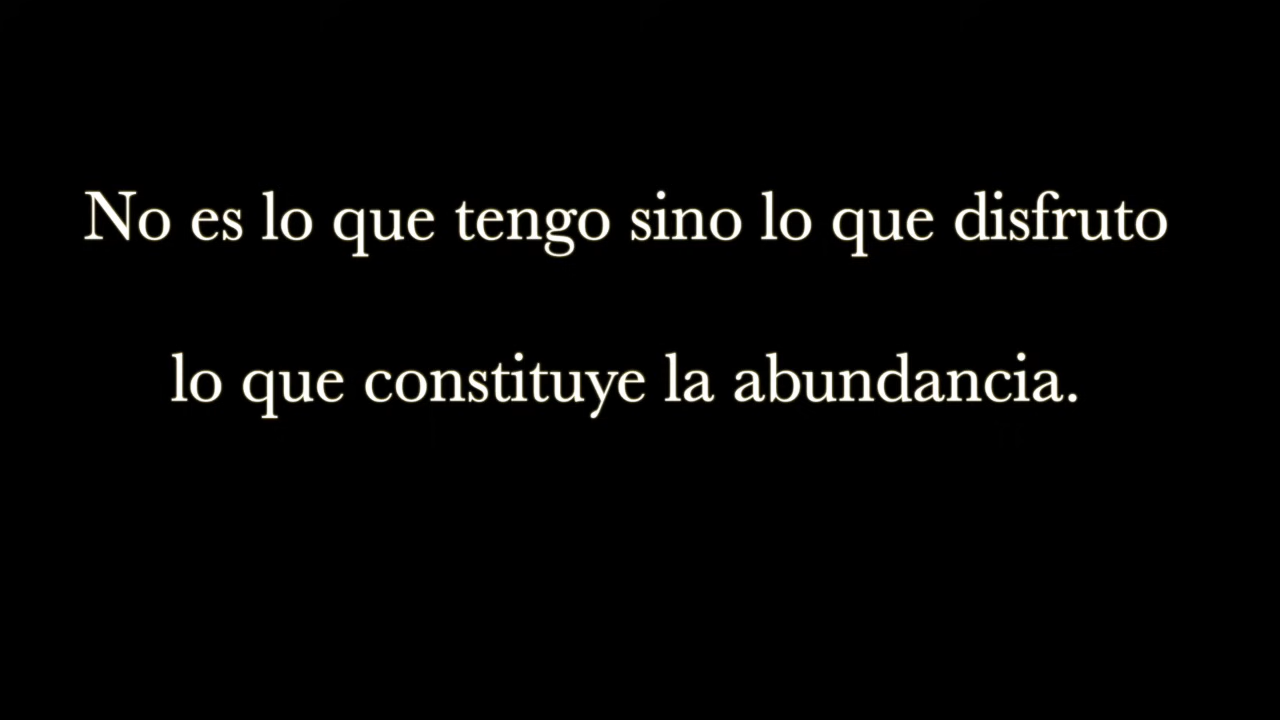 No es lo que tengo sino lo que disfruto
lo que constituye la abundancia.